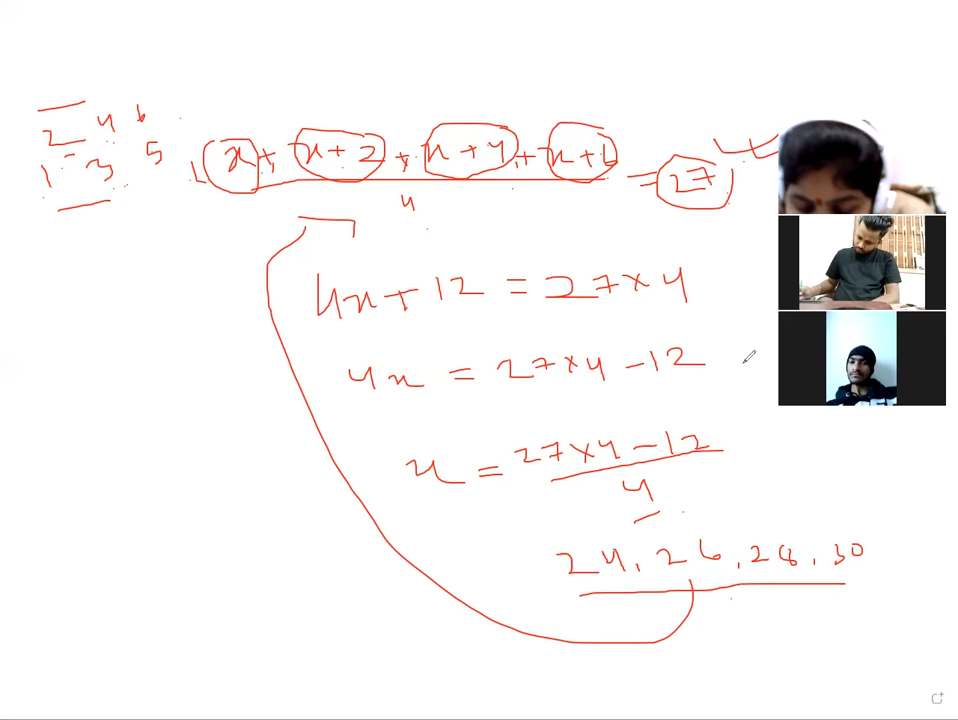 2 4 6
1 3 5
x + x+2 + x+4 + x+6 = 27
4
4x + 12 = 27 × 4
4x = 27×4 - 12
x = 27×4 - 12
4
24, 26, 28, 30